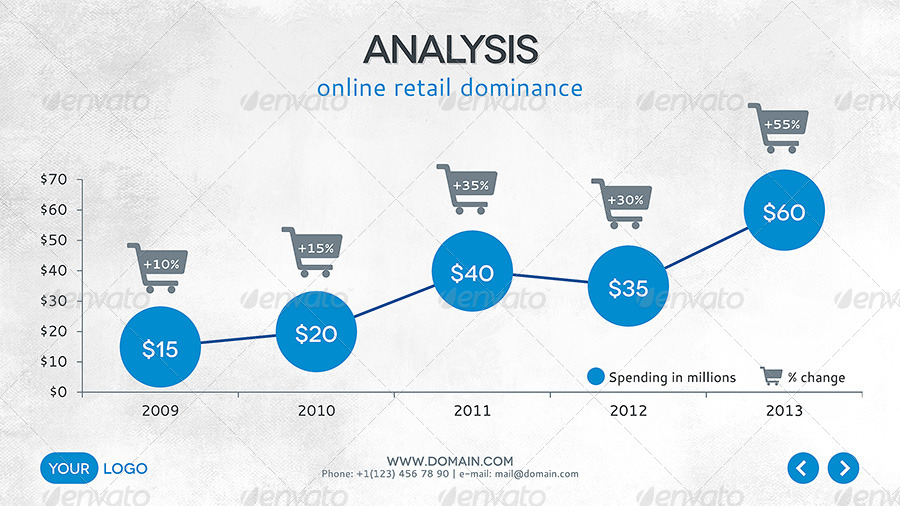 ANALYSIS
online retail dominance
envato envato envato envato envato
+55%
+35%
+30%
+15%
+10%
$70
$60
$50
$40
$30
$20
$10
$0
$15
$20
$40
$35
$60
envato envato envato envato envato
Spending in millions
% change
2009 2010 2011 2012 2013
YOUR LOGO
WWW.DOMAIN.COM
Phone: +1(123) 456 78 90 | e-mail: mail@domain.com
envato envato envato envato envato